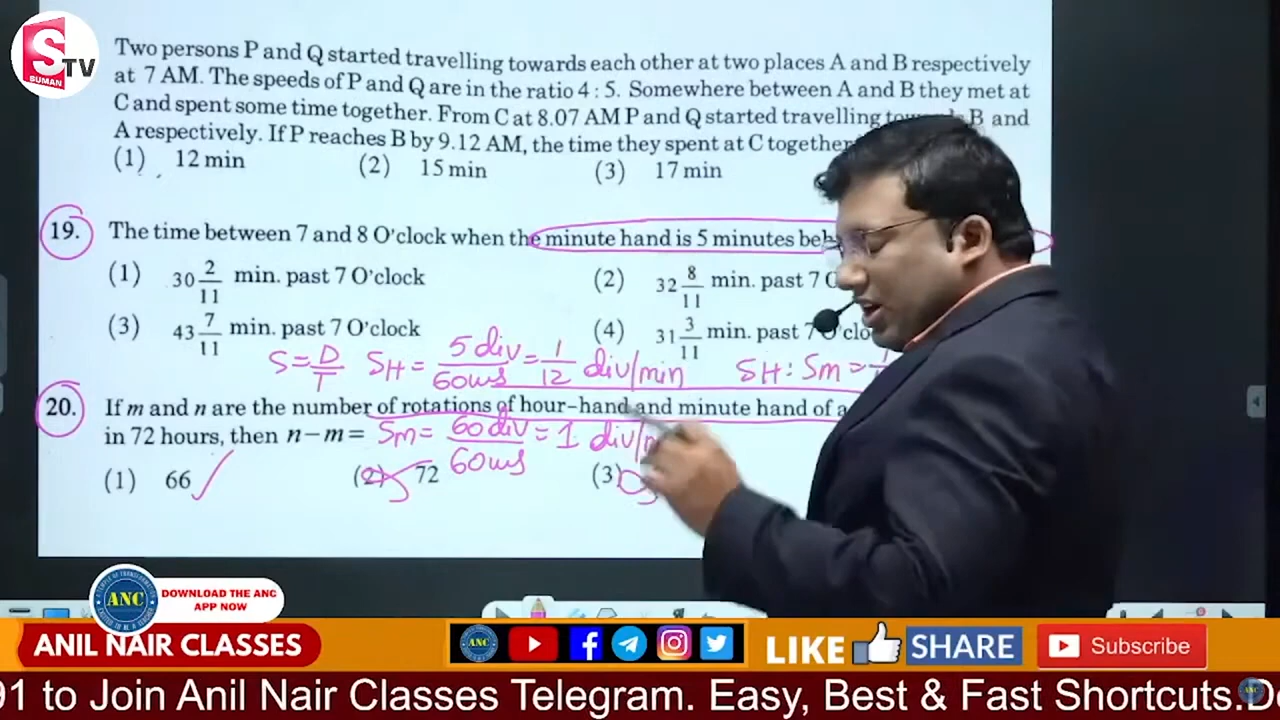 S
TV
SUMAN
Two persons P and Q started travelling towards each other at two places A and B respectively
at 7 AM. The speeds of P and Q are in the ratio 4 : 5. Somewhere between A and B they met at
C and spent some time together. From C at 8.07 AM P and Q started travelling B and
A respectively. If P reaches B by 9.12 AM, the time they spent at C together
(1) 12 min (2) 15 min (3) 17 min
19. The time between 7 and 8 O'clock when the minute hand is 5 minutes
(1) 30 2/11 min. past 7 O'clock (2) 32 8/11 min. past 7
(3) 43 7/11 min. past 7 O'clock (4) 31 3/11 min. past 7 O'clo
S = D/T SH = 5 div/60ms = 1/12 div/min SH : Sm =
20. If m and n are the number of rotations of hour-hand and minute hand of a
in 72 hours, then n – m = Sm = 60 div/60ms = 1 div/
(1) 66 (2) 72 (3)
ANC
DOWNLOAD THE ANC
APP NOW
ANIL NAIR CLASSES ANC LIKE SHARE Subscribe
91 to Join Anil Nair Classes Telegram. Easy, Best & Fast Shortcuts.